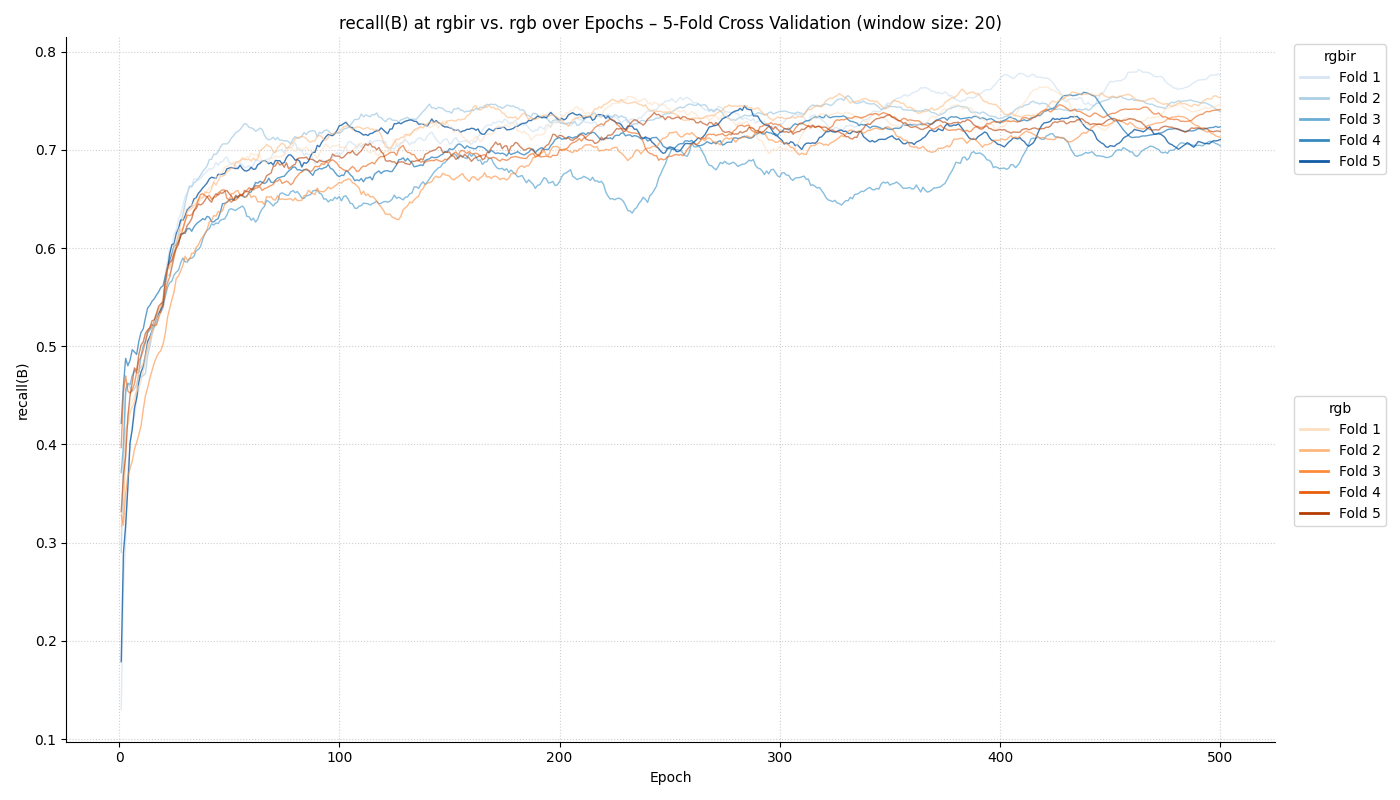 recall(B) at rgbir vs. rgb over Epochs – 5-Fold Cross Validation (window size: 20)
rgbir
Fold 1
Fold 2
Fold 3
Fold 4
Fold 5
rgb
Fold 1
Fold 2
Fold 3
Fold 4
Fold 5
recall(B)
0.8
0.7
0.6
0.5
0.4
0.3
0.2
0.1
0
100
200
300
400
500
Epoch